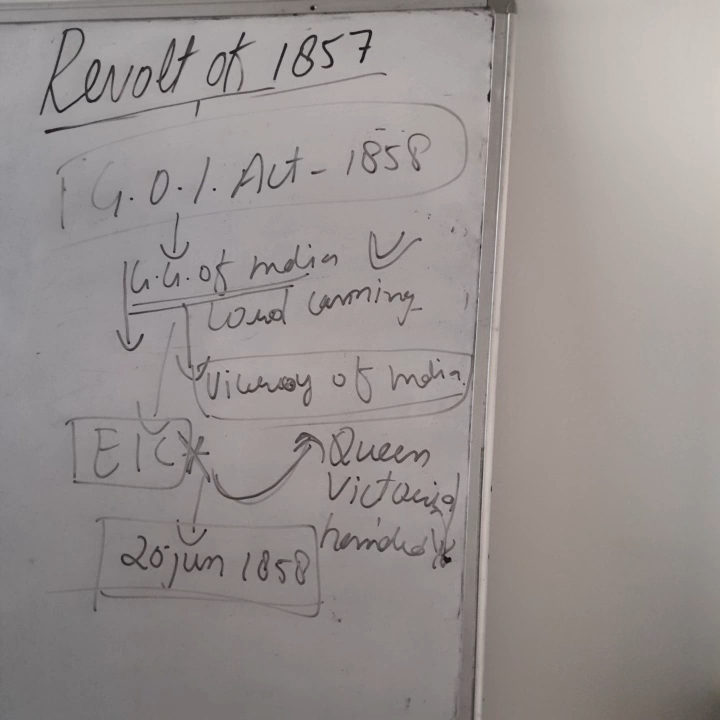 Revolt of 1857
G.O.I. Act - 1858
G.G. of India
Lord canning
Viceroy of India
EIC
Queen
Victoria
20 jun 1858